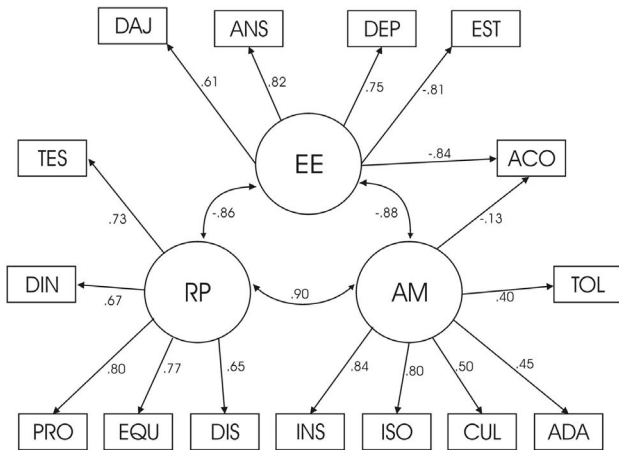 DAJ
ANS
DEP
EST
.61
.82
.75
-.81
EE
-.84
ACO
TES
-.86
-.88
-.13
.73
DIN
.67
RP
.90
AM
.40
TOL
.80
.77
.65
.84
.80
.50
.45
PRO
EQU
DIS
INS
ISO
CUL
ADA